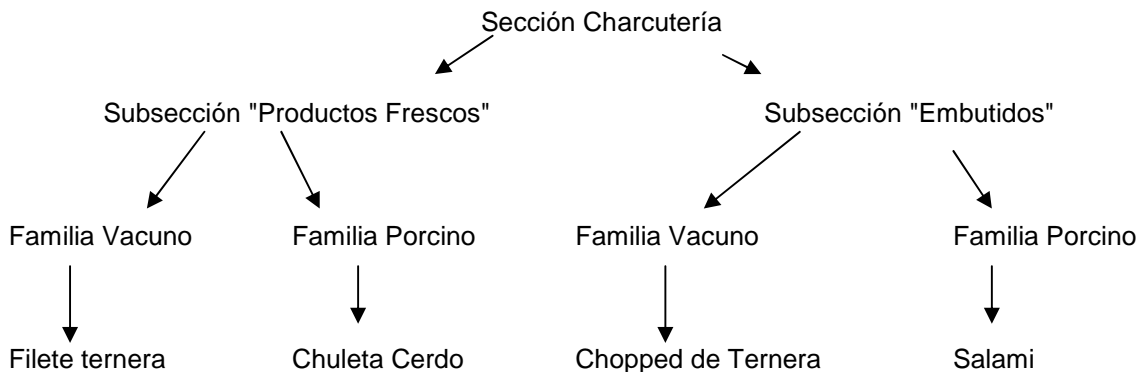 Sección Charcutería
Subsección "Productos Frescos" Subsección "Embutidos"
Familia Vacuno Familia Porcino Familia Vacuno Familia Porcino
Filete ternera Chuleta Cerdo Chopped de Ternera Salami